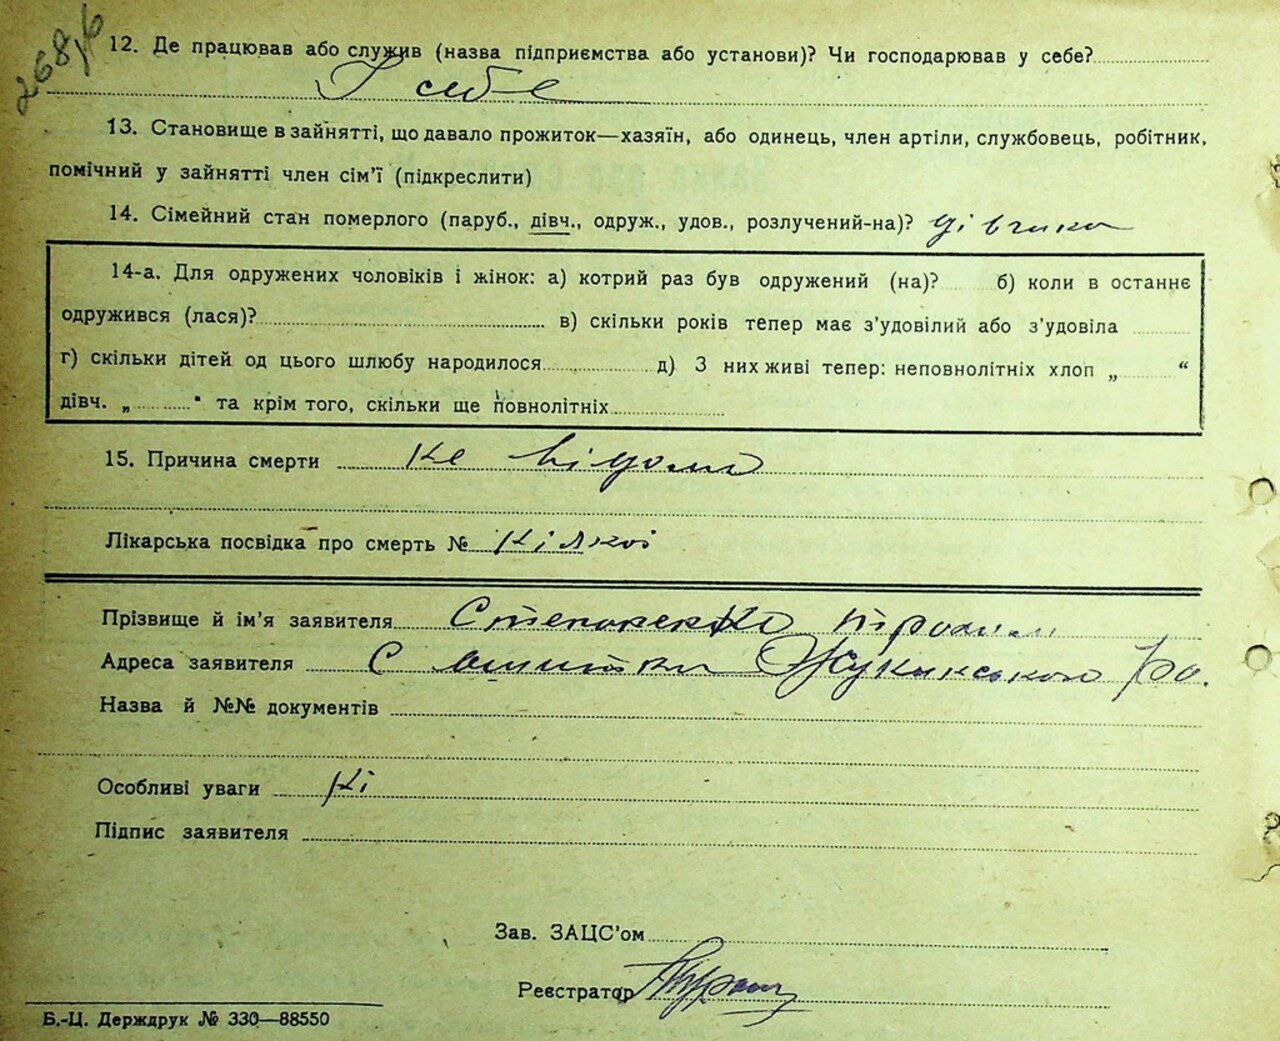 268/б
12. Де працював або служив (назва підприємства або установи)? Чи господарював у себе?
У себе
13. Становище в зайнятті, що давало прожиток—хазяїн, або одинець, член артіли, службовець, робітник,
помічний у зайнятті член сім'ї (підкреслити)
14. Сімейний стан померлого (паруб., дівч., одруж., удов., розлучений-на)? дівчина
14-а. Для одружених чоловіків і жінок: а) котрий раз був одружений (на)? б) коли в останнє
одружився (лася)? в) скільки років тепер має з'удовілий або з'удовіла
г) скільки дітей од цього шлюбу народилося д) З них живі тепер: неповнолітніх хлоп „ “
дівч. „ “ та крім того, скільки ще повнолітніх
15. Причина смерти не відома
Лікарська посвідка про смерть № ніякої
Прізвище й ім'я заявителя Степаненко
Адреса заявителя С Жукинського Ра.
Назва й №№ документів
Особливі уваги Ні
Підпис заявителя
Зав. ЗАЦС'ом
Реєстратор
Б.-Ц. Держдрук № 330—88550